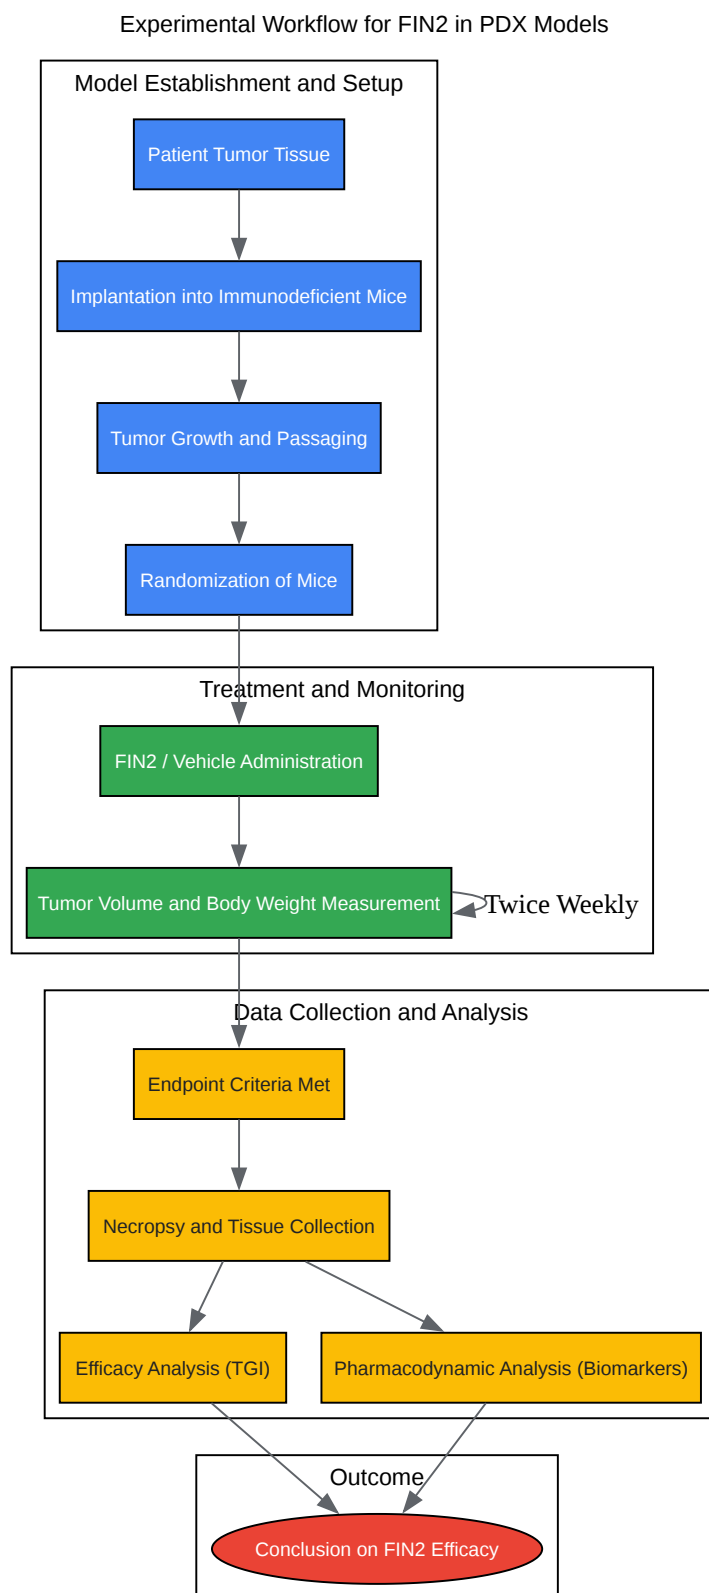 Experimental Workflow for FIN2 in PDX Models
Model Establishment and Setup
Patient Tumor Tissue
Implantation into Immunodeficient Mice
Tumor Growth and Passaging
Randomization of Mice
Treatment and Monitoring
FIN2 / Vehicle Administration
Tumor Volume and Body Weight Measurement
Twice Weekly
Data Collection and Analysis
Endpoint Criteria Met
Necropsy and Tissue Collection
Efficacy Analysis (TGI)
Pharmacodynamic Analysis (Biomarkers)
Outcome
Conclusion on FIN2 Efficacy